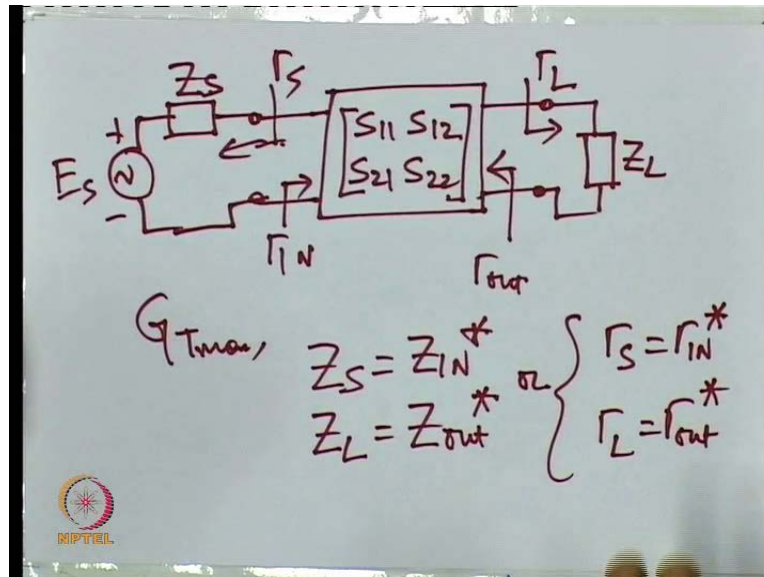 Zs Γs ΓL
+
Es
-
[S11 S12
S21 S22]
ZL
ΓIN Γout
GTmax, Zs = ZIN* or { Γs = ΓIN*
ZL = Zout* ΓL = Γout*
NPTEL